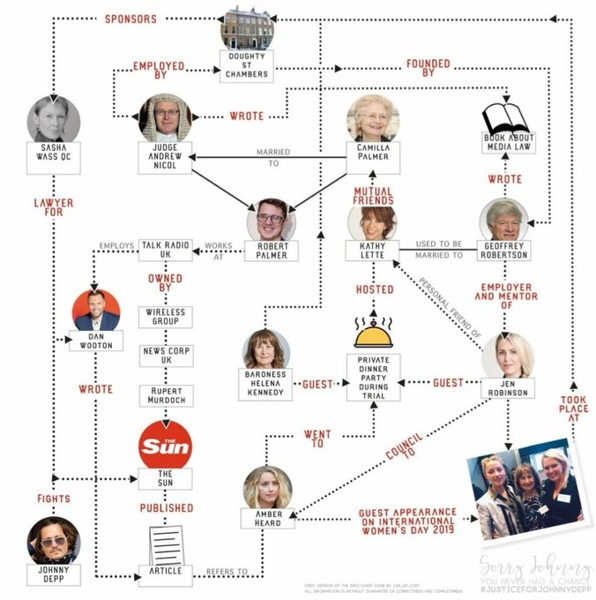 SPONSORS
DOUGHTY
ST
CHAMBERS
EMPLOYED
BY
FOUNDED
BY
WROTE
SASHA
WASS QC
JUDGE
ANDREW
NICOL
MARRIED
TO
CAMILLA
PALMER
BOOK ABOUT
MEDIA LAW
LAWYER
FOR
MUTUAL
FRIENDS
WROTE
EMPLOYS
TALK RADIO
UK
WORKS
AT
ROBERT
PALMER
KATHY
LETTE
USED TO BE
MARRIED TO
GEOFFREY
ROBERTSON
OWNED
BY
HOSTED
PERSONAL FRIEND OF
EMPLOYER
AND MENTOR
OF
WIRELESS
GROUP
DAN
WOOTON
NEWS CORP
UK
WROTE
RUPERT
MURDOCH
BARONESS
HELENA
KENNEDY
GUEST
PRIVATE
DINNER
PARTY
DURING
TRIAL
GUEST
JEN
ROBINSON
TOOK
PLACE
AT
THE
Sun
THE
SUN
WENT
TO
COUNCIL
TO
FIGHTS
PUBLISHED
AMBER
HEARD
GUEST APPEARANCE
ON INTERNATIONAL
WOMEN'S DAY 2019
JOHNNY
DEPP
ARTICLE
REFERS TO
Sorry Johnny,
YOU NEVER HAD A CHANCE
#JUSTICEFORJOHNNYDEPP
FIRST VERSION OF THE INFO-CHART DONE BY
ALL INFORMATION IS WITHOUT GUARANTEE OF CORRECTNESS AND COMPLETENESS